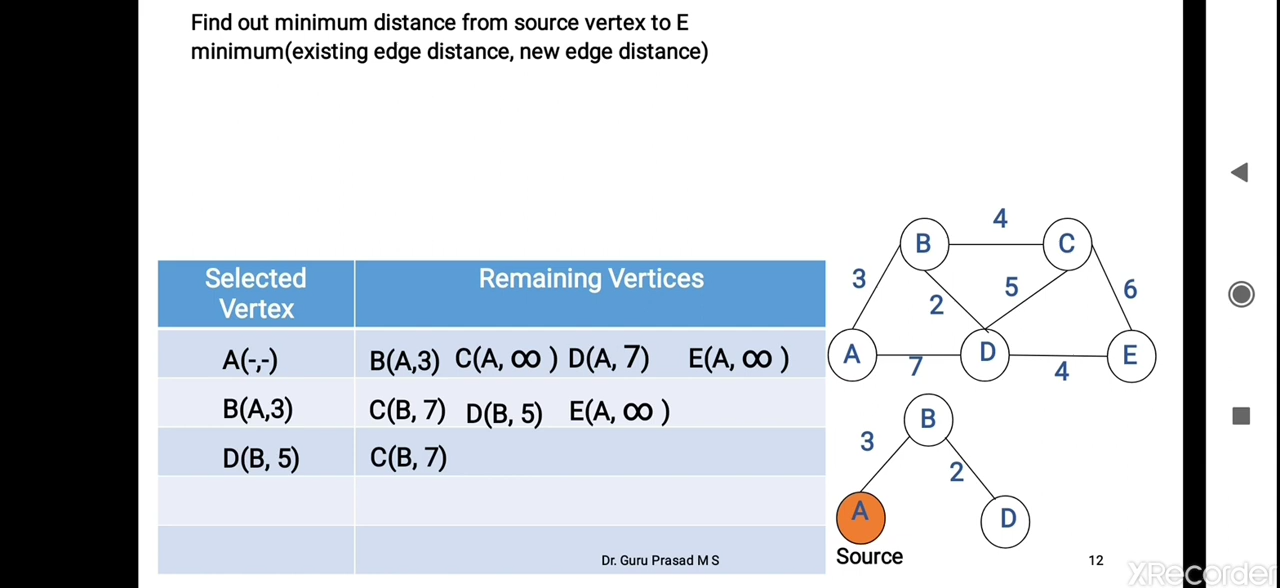 Find out minimum distance from source vertex to E
minimum(existing edge distance, new edge distance)
Selected
Vertex
Remaining Vertices
A(-,-)
B(A,3) C(A, ∞ ) D(A, 7) E(A, ∞ )
B(A,3)
C(B, 7) D(B, 5) E(A, ∞ )
D(B, 5)
C(B, 7)
4
B
C
3
5
6
2
A
D
E
7
4
B
3
2
A
D
Source
Dr. Guru Prasad M S
12
XRecorder